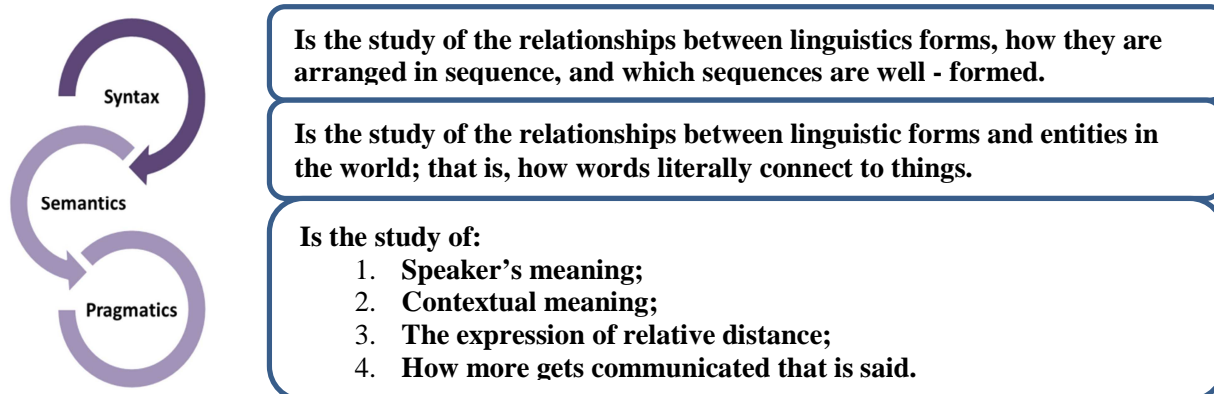 Syntax
Is the study of the relationships between linguistics forms, how they are
arranged in sequence, and which sequences are well - formed.
Semantics
Is the study of the relationships between linguistic forms and entities in
the world; that is, how words literally connect to things.
Pragmatics
Is the study of:
1. Speaker's meaning;
2. Contextual meaning;
3. The expression of relative distance;
4. How more gets communicated that is said.